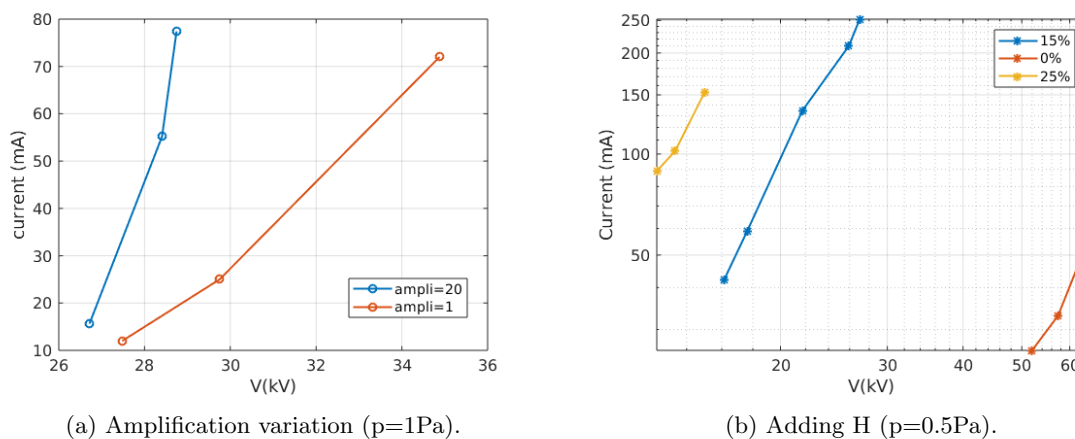 80
70
60
50
40
30
20
10
current (mA)
26 28 30 32 34 36
V(kV)
ampli=20
ampli=1
(a) Amplification variation (p=1Pa).
250
200
150
100
50
Current (mA)
20 30 40 50 60
V(kV)
15%
0%
25%
(b) Adding H (p=0.5Pa).